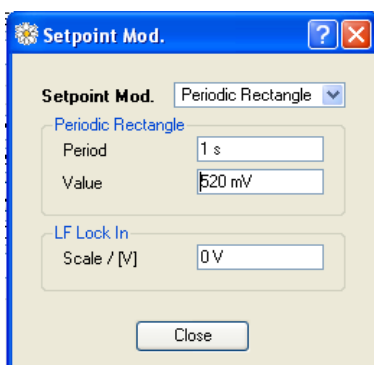 Setpoint Mod.
Setpoint Mod. Periodic Rectangle
Periodic Rectangle
Period 1 s
Value 520 mV
LF Lock In
Scale / [V] 0 V
Close